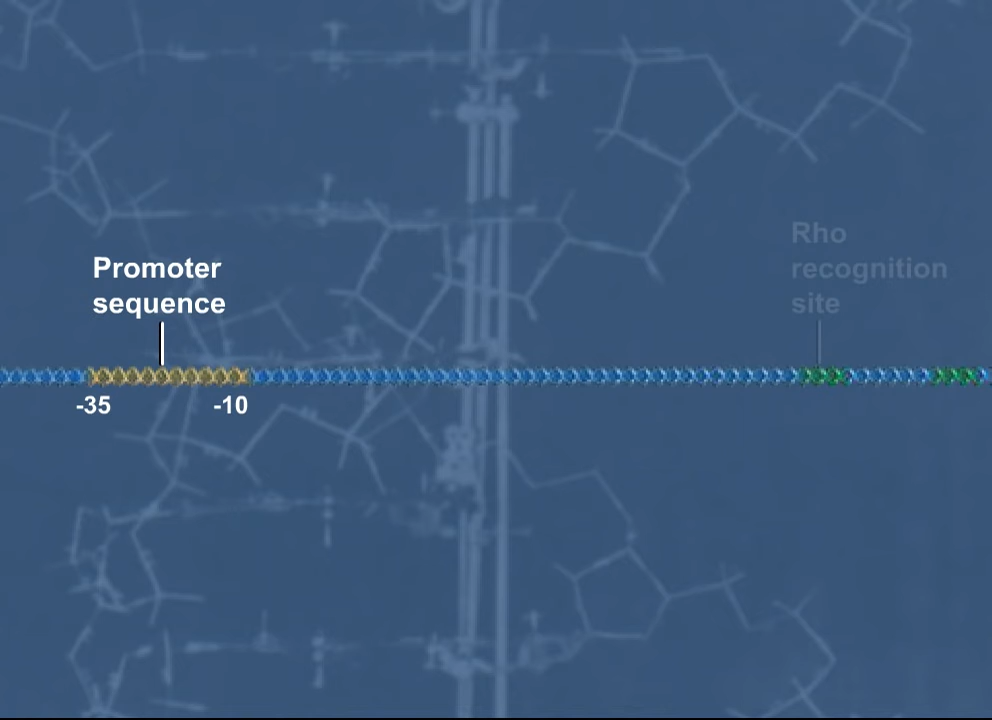 Promoter
sequence
-35
-10
Rho
recognition
site